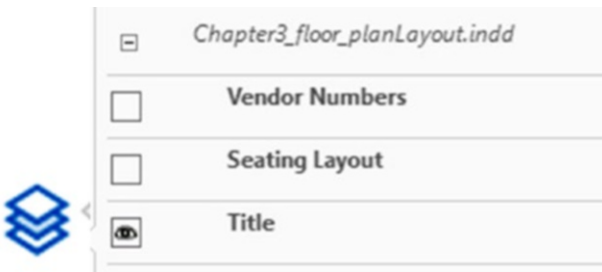 Chapter3_floor_planLayout.indd
Vendor Numbers
Seating Layout
Title